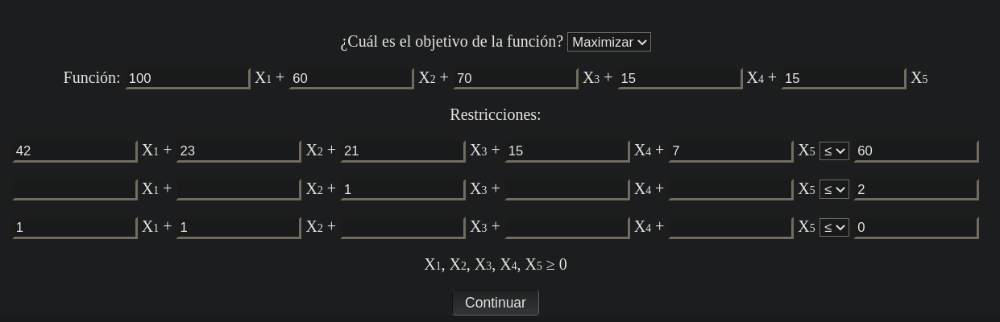 ¿Cuál es el objetivo de la función? Maximizar
Función: 100 X1 + 60 X2 + 70 X3 + 15 X4 + 15 X5
Restricciones:
42 X1 + 23 X2 + 21 X3 + 15 X4 + 7 X5 ≤ 60
X1 + X2 + 1 X3 + X4 + X5 ≤ 2
1 X1 + 1 X2 + X3 + X4 + X5 ≤ 0
X1, X2, X3, X4, X5 ≥ 0
Continuar